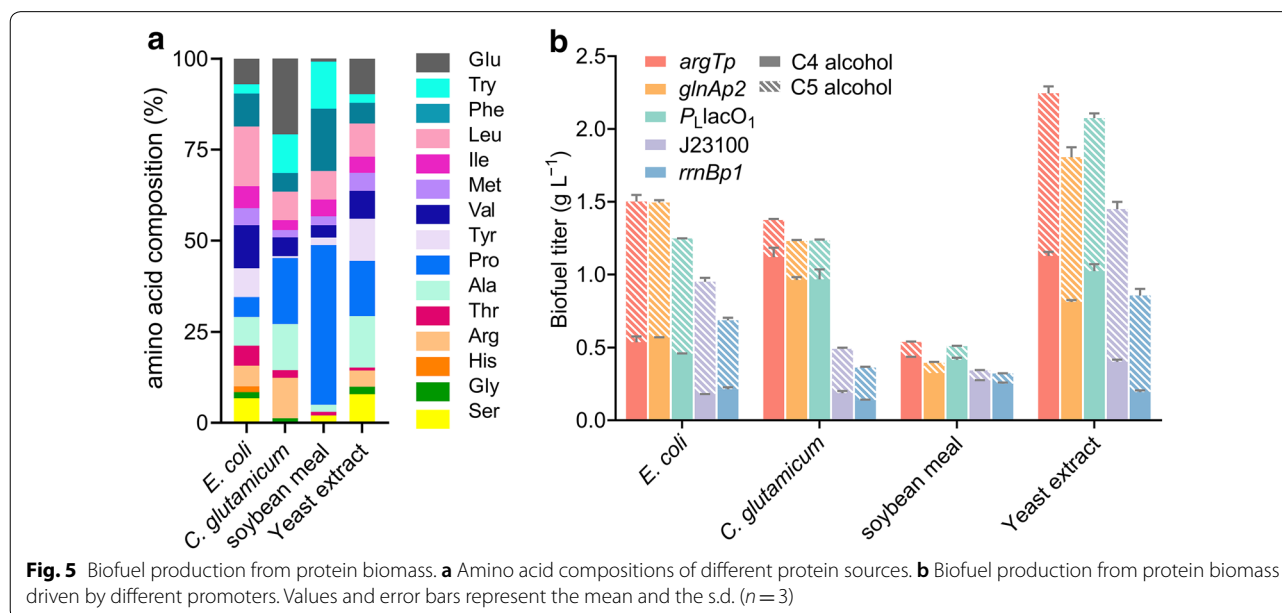 a
amino acid composition (%)
100
75
50
25
0
E. coli
C. glutamicum
soybean meal
Yeast extract
Glu
Try
Phe
Leu
Ile
Met
Val
Tyr
Pro
Ala
Thr
Arg
His
Gly
Ser
b
Biofuel titer (g L⁻¹)
2.5
2.0
1.5
1.0
0.5
0.0
argTp
glnAp2
PLlacO1
J23100
rrnBp1
C4 alcohol
C5 alcohol
E. coli
C. glutamicum
soybean meal
Yeast extract
Fig. 5 Biofuel production from protein biomass. a Amino acid compositions of different protein sources. b Biofuel production from protein biomass
driven by different promoters. Values and error bars represent the mean and the s.d. (n = 3)